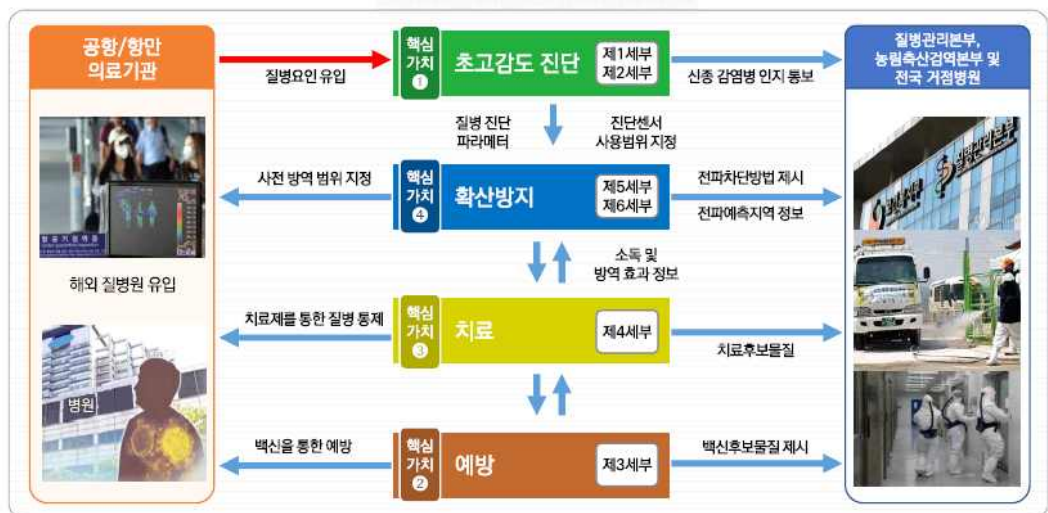 공항/항만
의료기관
질병요인 유입
핵심
가치
❶
초고감도 진단
제1세부
제2세부
신종 감염병 인지 통보
질병관리본부,
농림축산검역본부 및
전국 거점병원
질병 진단
파라메터
진단센서
사용범위 지정
사전 방역 범위 지정
핵심
가치
❹
확산방지
제5세부
제6세부
전파차단방법 제시
전파예측지역 정보
질병관리본부
해외 질병원 유입
소독 및
방역 효과 정보
치료제를 통한 질병 통제
핵심
가치
❸
치료
제4세부
치료후보물질
병원
백신을 통한 예방
핵심
가치
❷
예방
제3세부
백신후보물질 제시